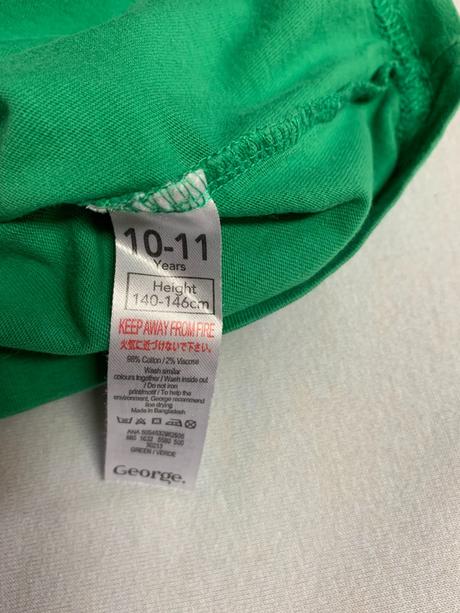 10-11
Years
Height
140-146cm
KEEP AWAY FROM FIRE
火気に近づけないで下さい
98% Cotton / 2% Viscose
Wash similar
colours together / Wash inside out
/ Do not iron
print/motif / To help the
environment, George recommend
line drying
Made in Bangladesh
GREEN / VERDE
George.